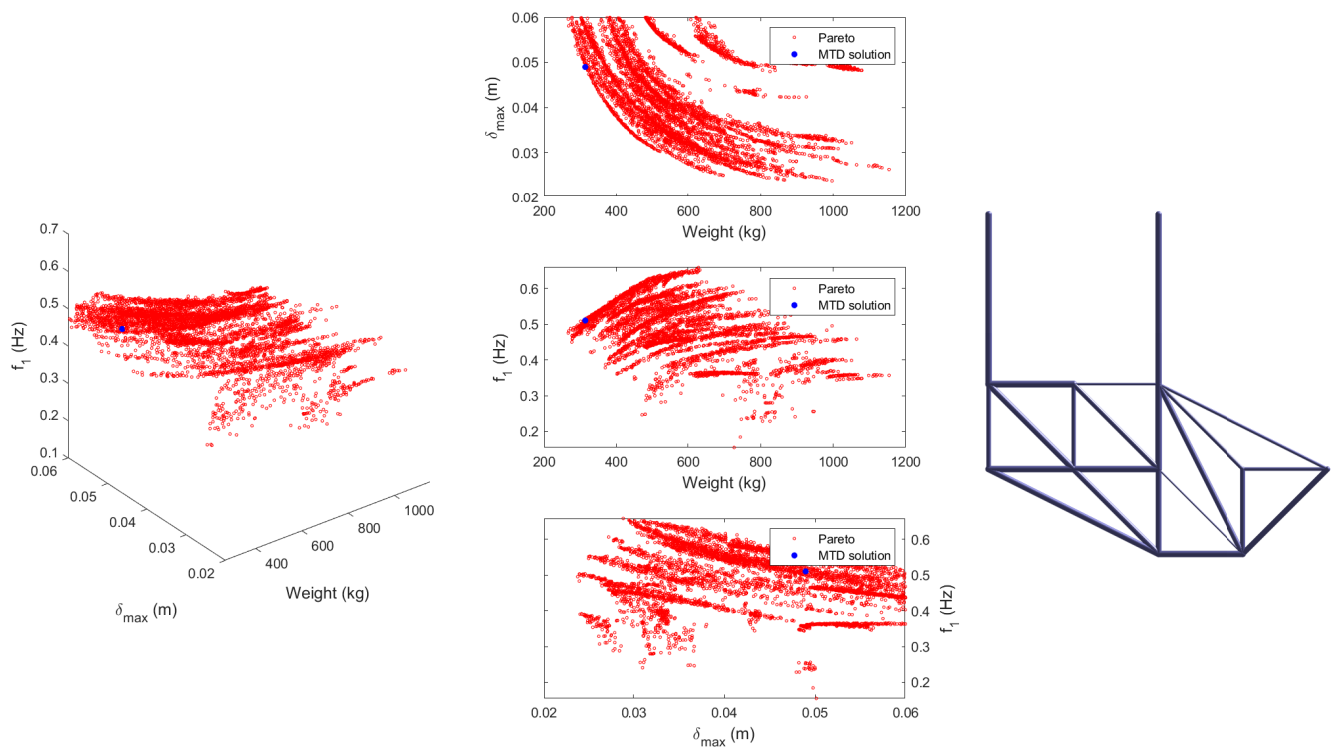 0.7
0.6
0.5
0.4
0.3
0.2
0.1
f1 (Hz)
0.06
0.05
0.04
0.03
0.02
δmax (m)
400
600
800
1000
Weight (kg)
0.06
0.05
0.04
0.03
0.02
δmax (m)
Pareto
MTD solution
200 400 600 800 1000 1200
Weight (kg)
0.6
0.5
0.4
0.3
0.2
f1 (Hz)
Pareto
MTD solution
200 400 600 800 1000 1200
Weight (kg)
Pareto
MTD solution
0.6
0.5
0.4
0.3
0.2
f1 (Hz)
0.02 0.03 0.04 0.05 0.06
δmax (m)